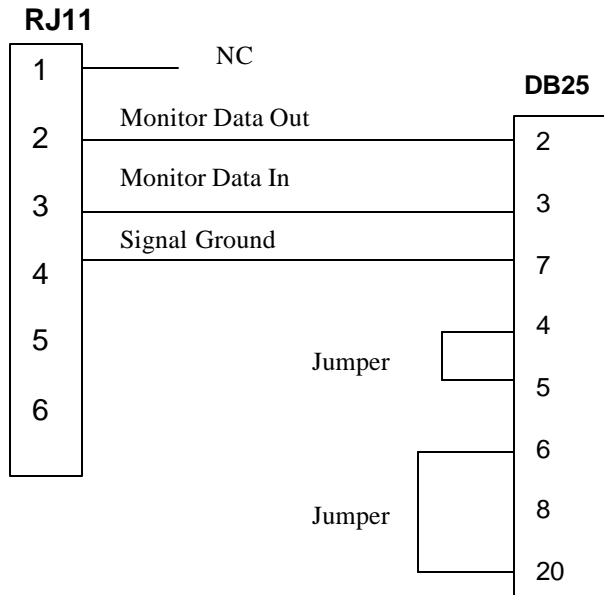 RJ11
1
NC
DB25
2
Monitor Data Out
2
3
Monitor Data In
3
4
Signal Ground
7
5
6
4
Jumper
5
6
Jumper
8
20